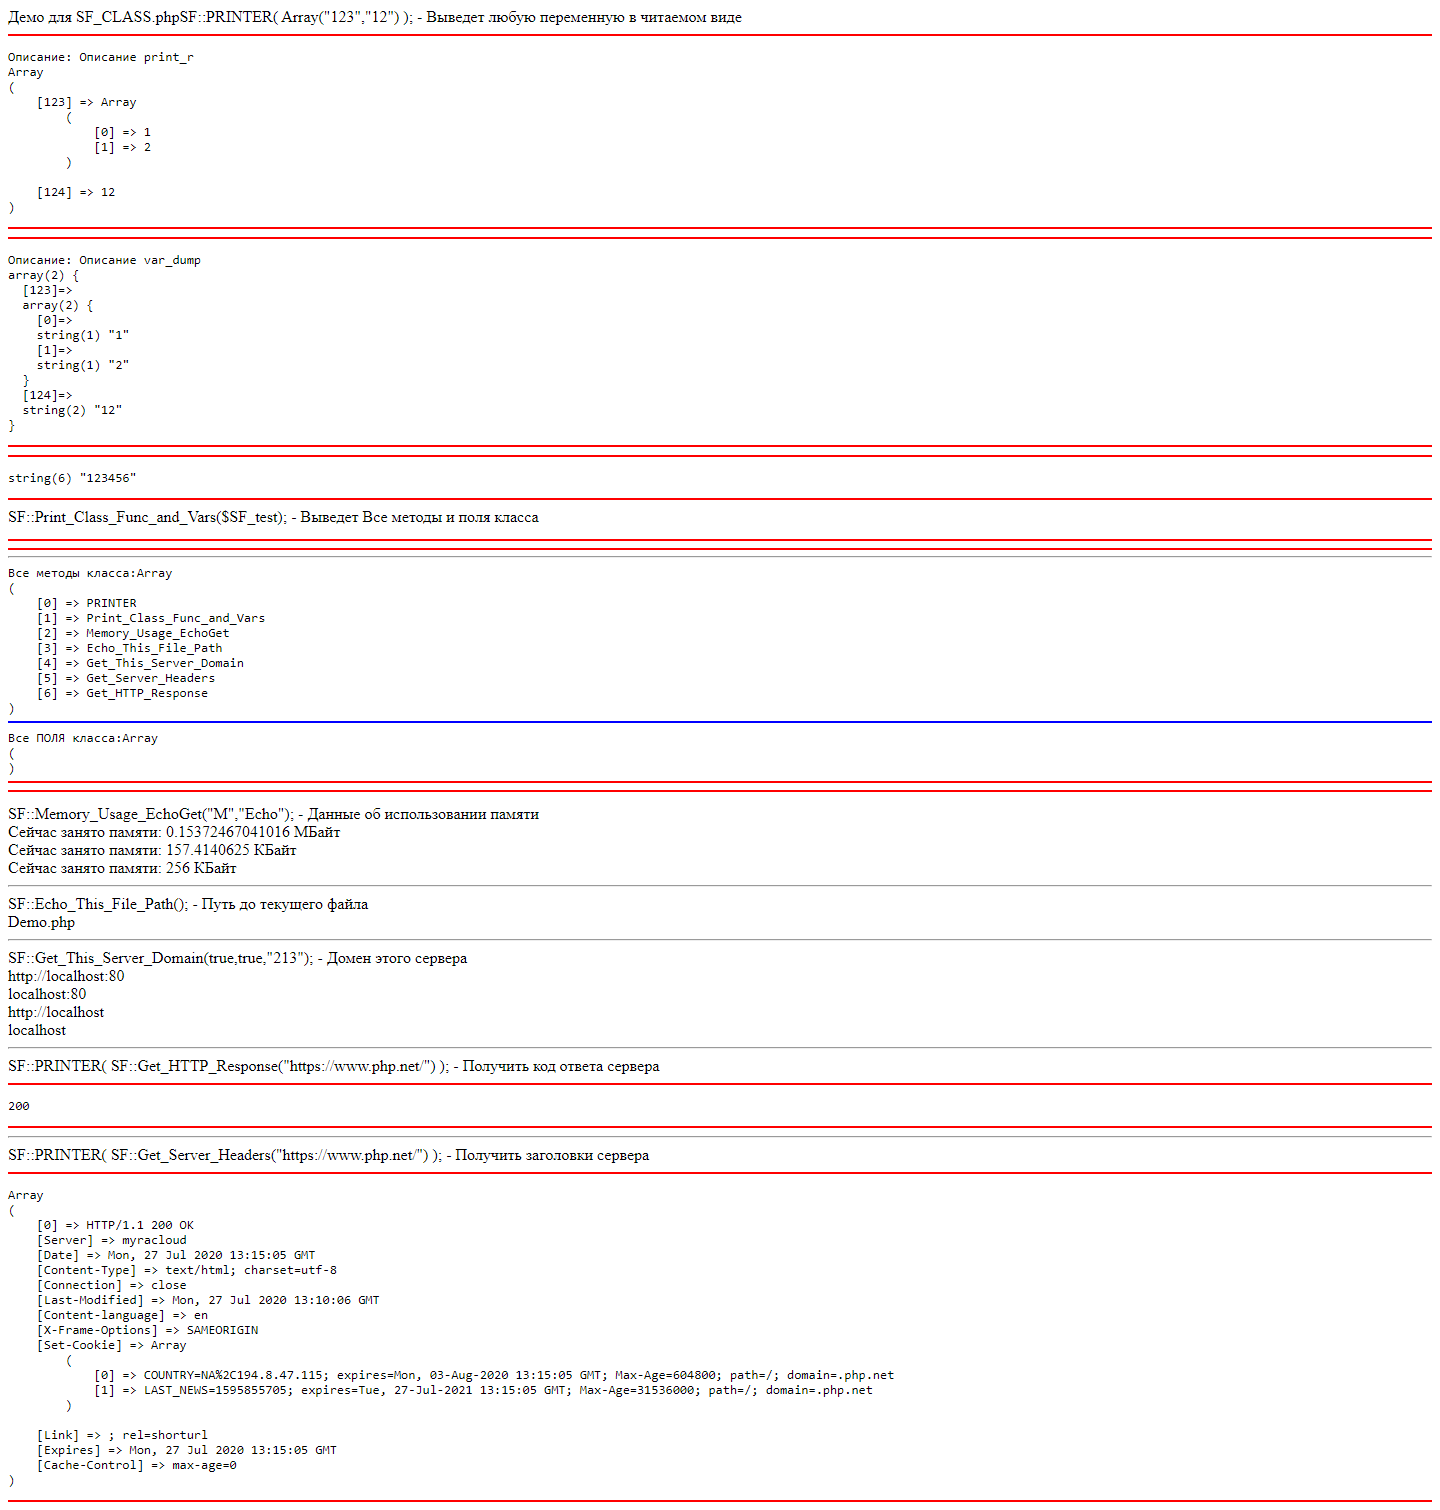 Демо для SF_CLASS.phpSF::PRINTER( Array("123","12") ); - Выведет любую переменную в читаемом виде
Описание: Описание print_r
Array
(
    [123] => Array
        (
            [0] => 1
            [1] => 2
        )
    [124] => 12
)
Описание: Описание var_dump
array(2) {
  [123]=>
  array(2) {
    [0]=>
    string(1) "1"
    [1]=>
    string(1) "2"
  }
  [124]=>
  string(2) "12"
}
string(6) "123456"
SF::Print_Class_Func_and_Vars($SF_test); - Выведет Все методы и поля класса
Все методы класса:Array
(
    [0] => PRINTER
    [1] => Print_Class_Func_and_Vars
    [2] => Memory_Usage_EchoGet
    [3] => Echo_This_File_Path
    [4] => Get_This_Server_Domain
    [5] => Get_Server_Headers
    [6] => Get_HTTP_Response
)
Все ПОЛЯ класса:Array
(
)
SF::Memory_Usage_EchoGet("M","Echo"); - Данные об использовании памяти
Сейчас занято памяти: 0.15372467041016 МБайт
Сейчас занято памяти: 157.4140625 КБайт
Сейчас занято памяти: 256 КБайт
SF::Echo_This_File_Path(); - Путь до текущего файла
Demo.php
SF::Get_This_Server_Domain(true,true,"213"); - Домен этого сервера
http://localhost:80
localhost:80
http://localhost
localhost
SF::PRINTER( SF::Get_HTTP_Response("https://www.php.net/") ); - Получить код ответа сервера
200
SF::PRINTER( SF::Get_Server_Headers("https://www.php.net/") ); - Получить заголовки сервера
Array
(
    [0] => HTTP/1.1 200 OK
    [Server] => myracloud
    [Date] => Mon, 27 Jul 2020 13:15:05 GMT
    [Content-Type] => text/html; charset=utf-8
    [Connection] => close
    [Last-Modified] => Mon, 27 Jul 2020 13:10:06 GMT
    [Content-language] => en
    [X-Frame-Options] => SAMEORIGIN
    [Set-Cookie] => Array
        (
            [0] => COUNTRY=NA%2C194.8.47.115; expires=Mon, 03-Aug-2020 13:15:05 GMT; Max-Age=604800; path=/; domain=.php.net
            [1] => LAST_NEWS=1595855705; expires=Tue, 27-Jul-2021 13:15:05 GMT; Max-Age=31536000; path=/; domain=.php.net
        )
    [Link] => ; rel=shorturl
    [Expires] => Mon, 27 Jul 2020 13:15:05 GMT
    [Cache-Control] => max-age=0
)